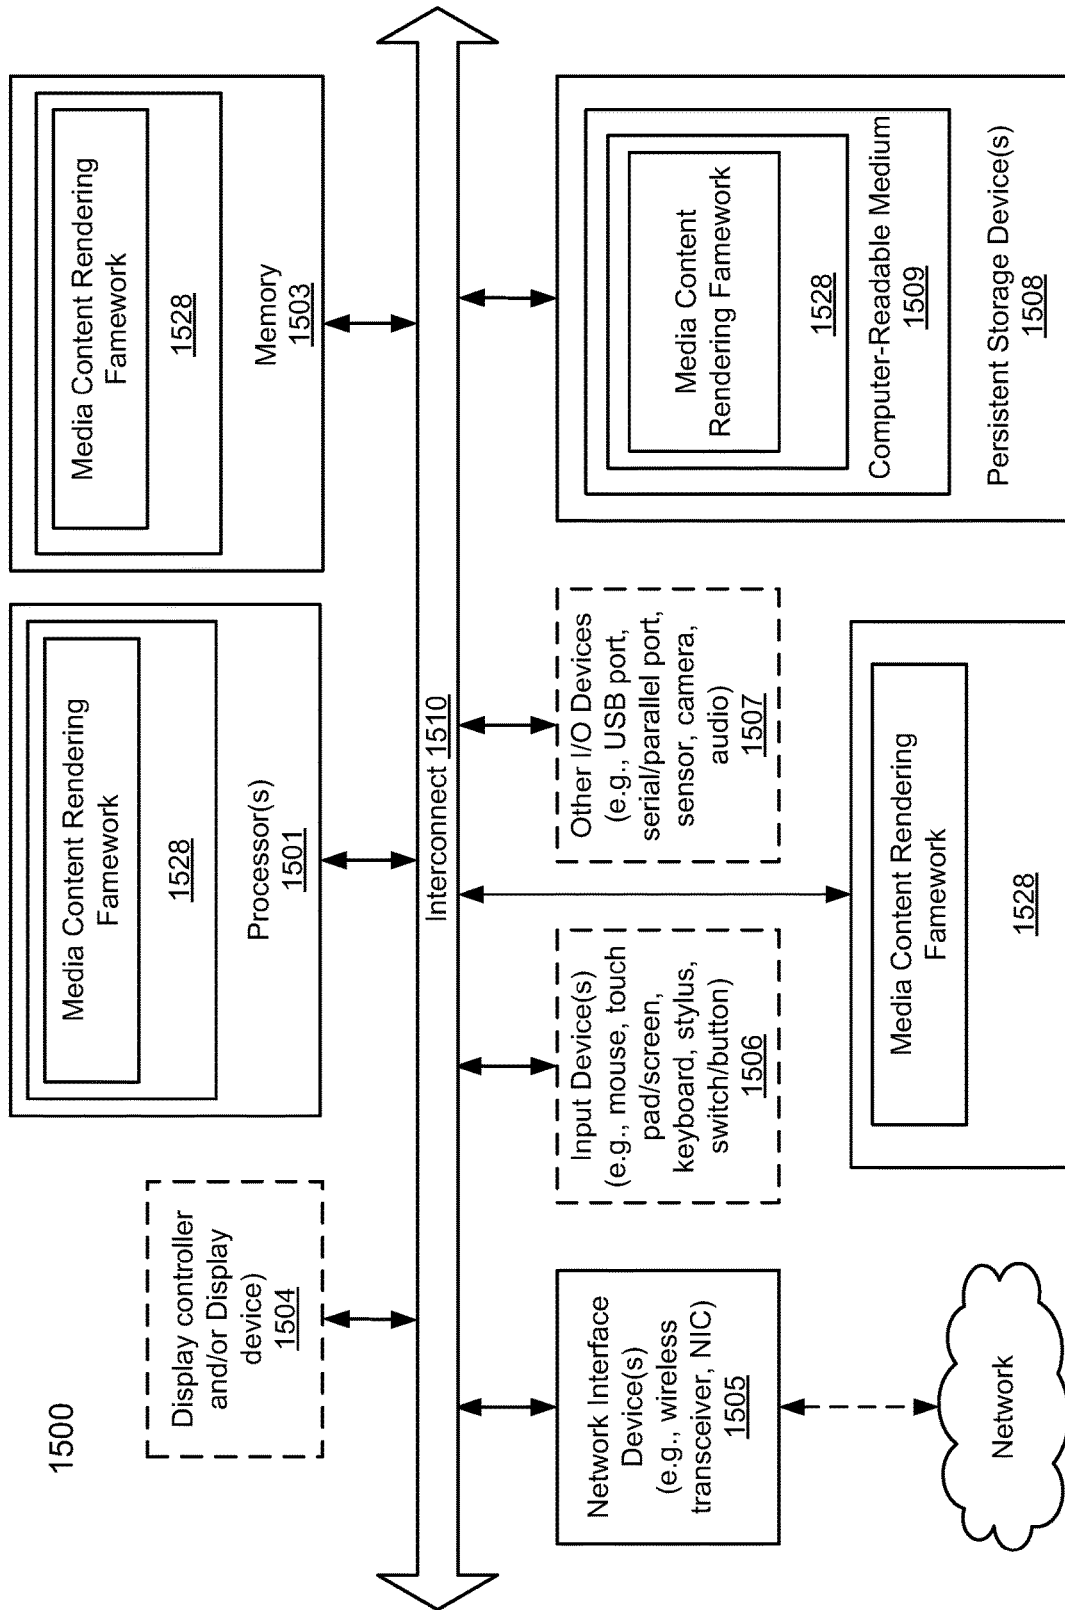 1500
Display controller
and/or Display
device)
1504
Media Content Rendering
Famework
1528
Processor(s)
1501
Media Content Rendering
Famework
1528
Memory
1503
Interconnect 1510
Network Interface
Device(s)
(e.g., wireless
transceiver, NIC)
1505
Input Device(s)
(e.g., mouse, touch
pad/screen,
keyboard, stylus,
switch/button)
1506
Other I/O Devices
(e.g., USB port,
serial/parallel port,
sensor, camera,
audio)
1507
Media Content
Rendering Framework
1528
Computer-Readable Medium
1509
Persistent Storage Device(s)
1508
Network
Media Content Rendering
Famework
1528